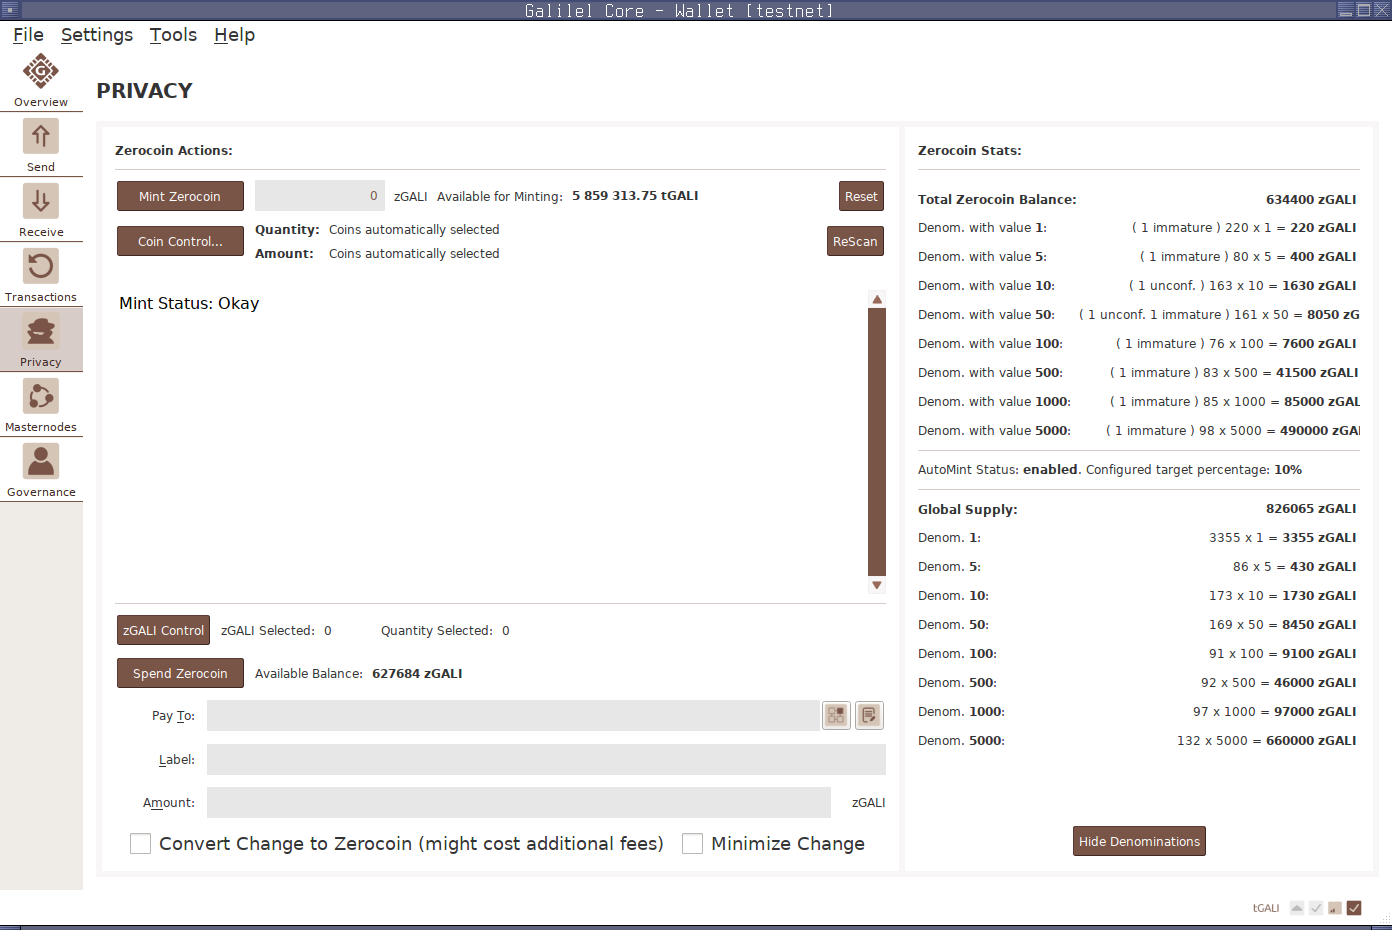 Galilel Core - Wallet [testnet]
File Settings Tools Help
Overview
Send
Receive
Transactions
Privacy
Masternodes
Governance
PRIVACY
Zerocoin Actions:
Mint Zerocoin 0 zGALI Available for Minting: 5 859 313.75 tGALI Reset
Coin Control... Quantity: Coins automatically selected ReScan
Amount: Coins automatically selected
Mint Status: Okay
zGALI Control zGALI Selected: 0 Quantity Selected: 0
Spend Zerocoin Available Balance: 627684 zGALI
Pay To:
Label:
Amount: zGALI
Convert Change to Zerocoin (might cost additional fees) Minimize Change
Zerocoin Stats:
Total Zerocoin Balance: 634400 zGALI
Denom. with value 1: ( 1 immature ) 220 x 1 = 220 zGALI
Denom. with value 5: ( 1 immature ) 80 x 5 = 400 zGALI
Denom. with value 10: ( 1 unconf. ) 163 x 10 = 1630 zGALI
Denom. with value 50: ( 1 unconf. 1 immature ) 161 x 50 = 8050 zG
Denom. with value 100: ( 1 immature ) 76 x 100 = 7600 zGALI
Denom. with value 500: ( 1 immature ) 83 x 500 = 41500 zGALI
Denom. with value 1000: ( 1 immature ) 85 x 1000 = 85000 zGAL
Denom. with value 5000: ( 1 immature ) 98 x 5000 = 490000 zGAI
AutoMint Status: enabled. Configured target percentage: 10%
Global Supply: 826065 zGALI
Denom. 1: 3355 x 1 = 3355 zGALI
Denom. 5: 86 x 5 = 430 zGALI
Denom. 10: 173 x 10 = 1730 zGALI
Denom. 50: 169 x 50 = 8450 zGALI
Denom. 100: 91 x 100 = 9100 zGALI
Denom. 500: 92 x 500 = 46000 zGALI
Denom. 1000: 97 x 1000 = 97000 zGALI
Denom. 5000: 132 x 5000 = 660000 zGALI
Hide Denominations
tGALI